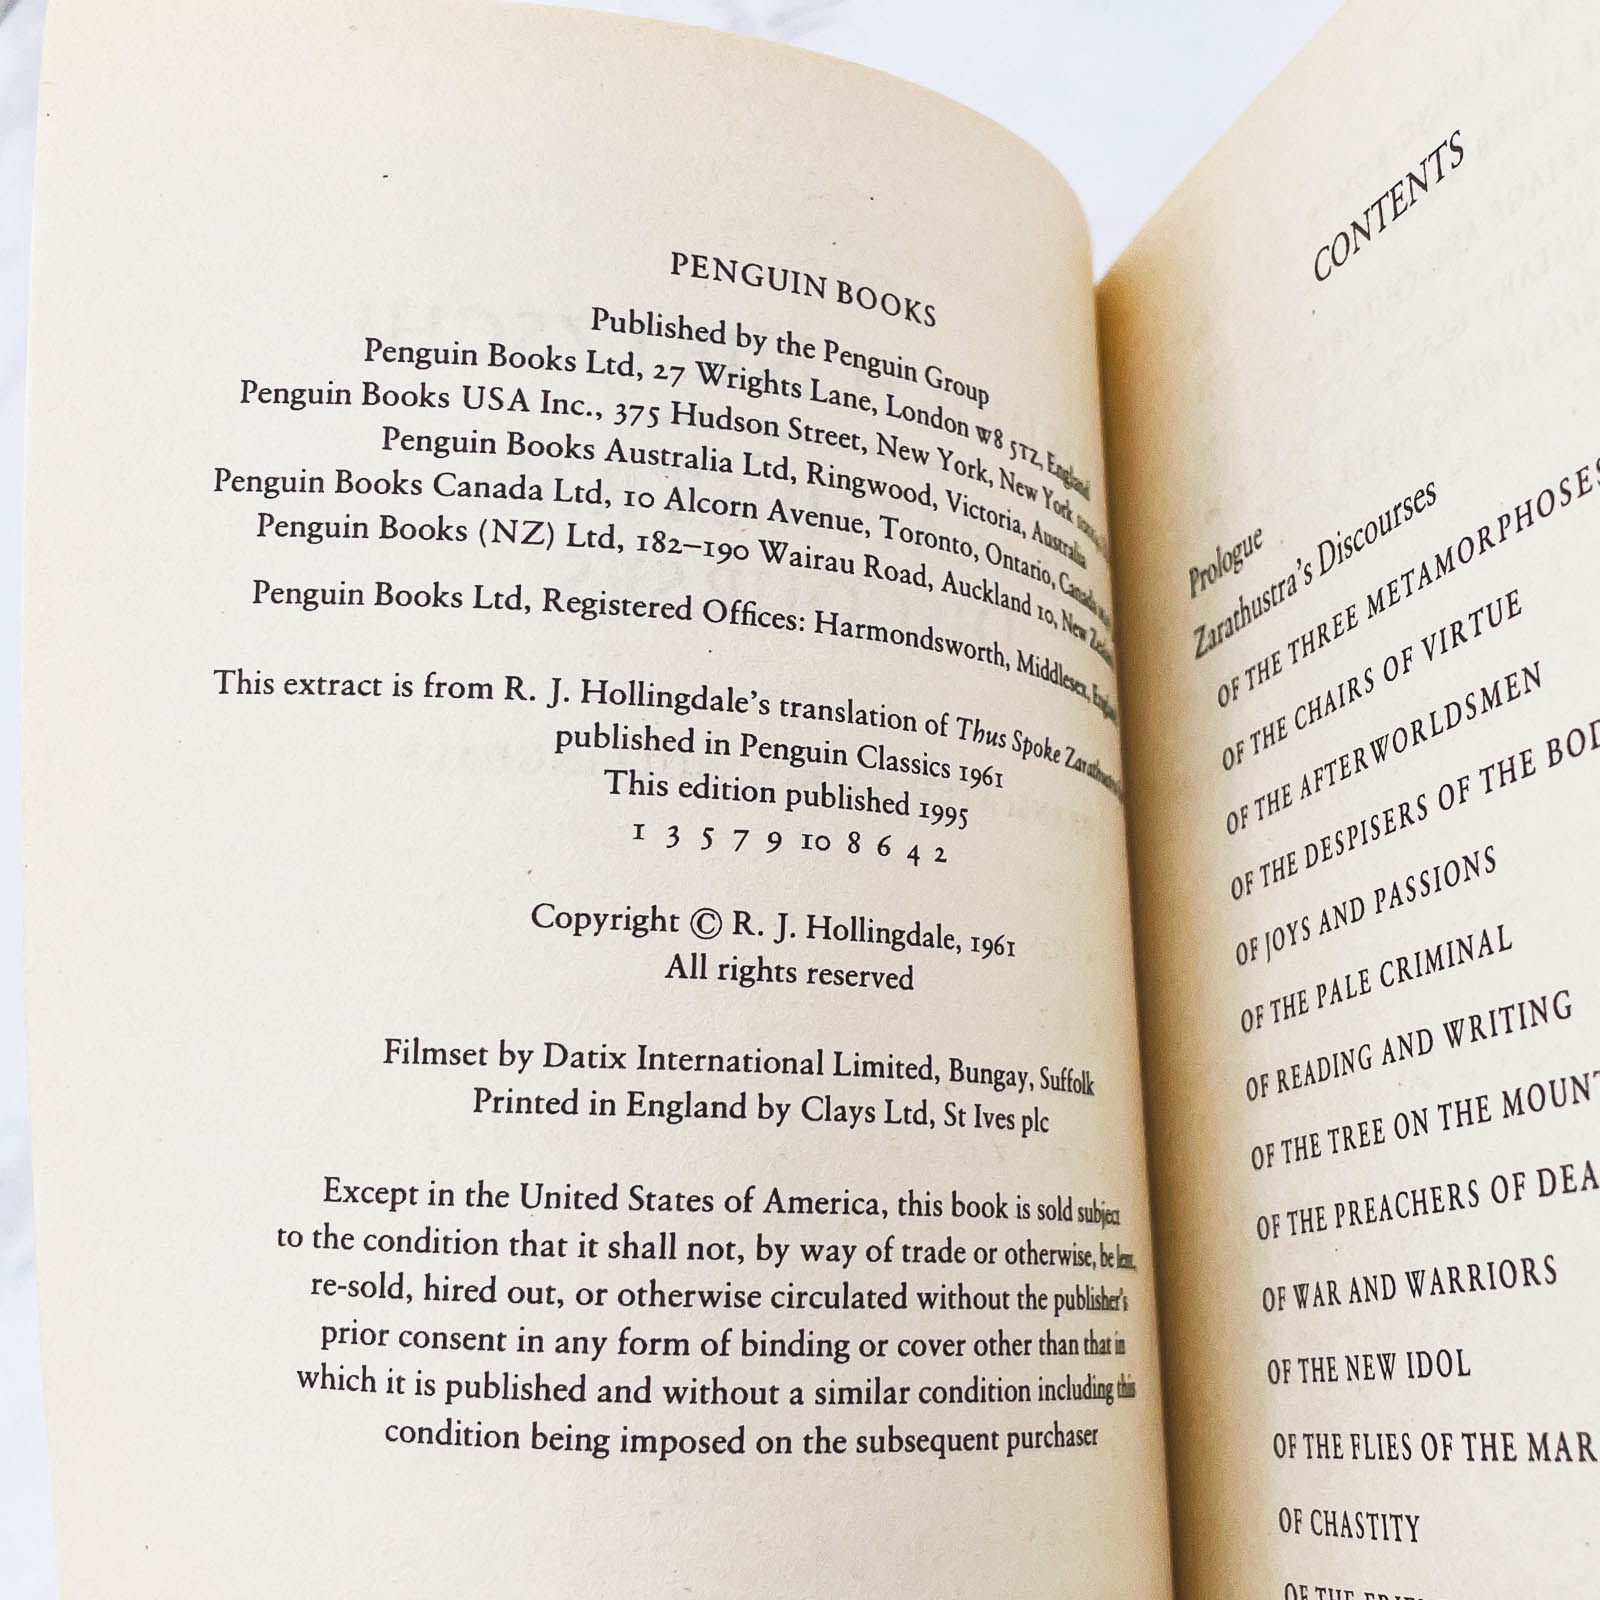 PENGUIN BOOKS
Published by the Penguin Group
Penguin Books Ltd, 27 Wrights Lane, London W8 5TZ, England
Penguin Books USA Inc., 375 Hudson Street, New York, New York
Penguin Books Australia Ltd, Ringwood, Victoria, Australia
Penguin Books Canada Ltd, 10 Alcorn Avenue, Toronto, Ontario, Canada
Penguin Books (NZ) Ltd, 182–190 Wairau Road, Auckland 10, New Zealand
Penguin Books Ltd, Registered Offices: Harmondsworth, Middlesex, England
This extract is from R. J. Hollingdale's translation of Thus Spoke Zarathustra
published in Penguin Classics 1961
This edition published 1995
1 3 5 7 9 10 8 6 4 2
Copyright © R. J. Hollingdale, 1961
All rights reserved
Filmset by Datix International Limited, Bungay, Suffolk
Printed in England by Clays Ltd, St Ives plc
Except in the United States of America, this book is sold subject
to the condition that it shall not, by way of trade or otherwise, be lent,
re-sold, hired out, or otherwise circulated without the publisher's
prior consent in any form of binding or cover other than that in
which it is published and without a similar condition including this
condition being imposed on the subsequent purchaser
CONTENTS
Prologue
Zarathustra's Discourses
OF THE THREE METAMORPHOSES
OF THE CHAIRS OF VIRTUE
OF THE AFTERWORLDSMEN
OF THE DESPISERS OF THE BOD
OF JOYS AND PASSIONS
OF THE PALE CRIMINAL
OF READING AND WRITING
OF THE TREE ON THE MOUNT
OF THE PREACHERS OF DEA
OF WAR AND WARRIORS
OF THE NEW IDOL
OF THE FLIES OF THE MAR
OF CHASTITY
OF THE